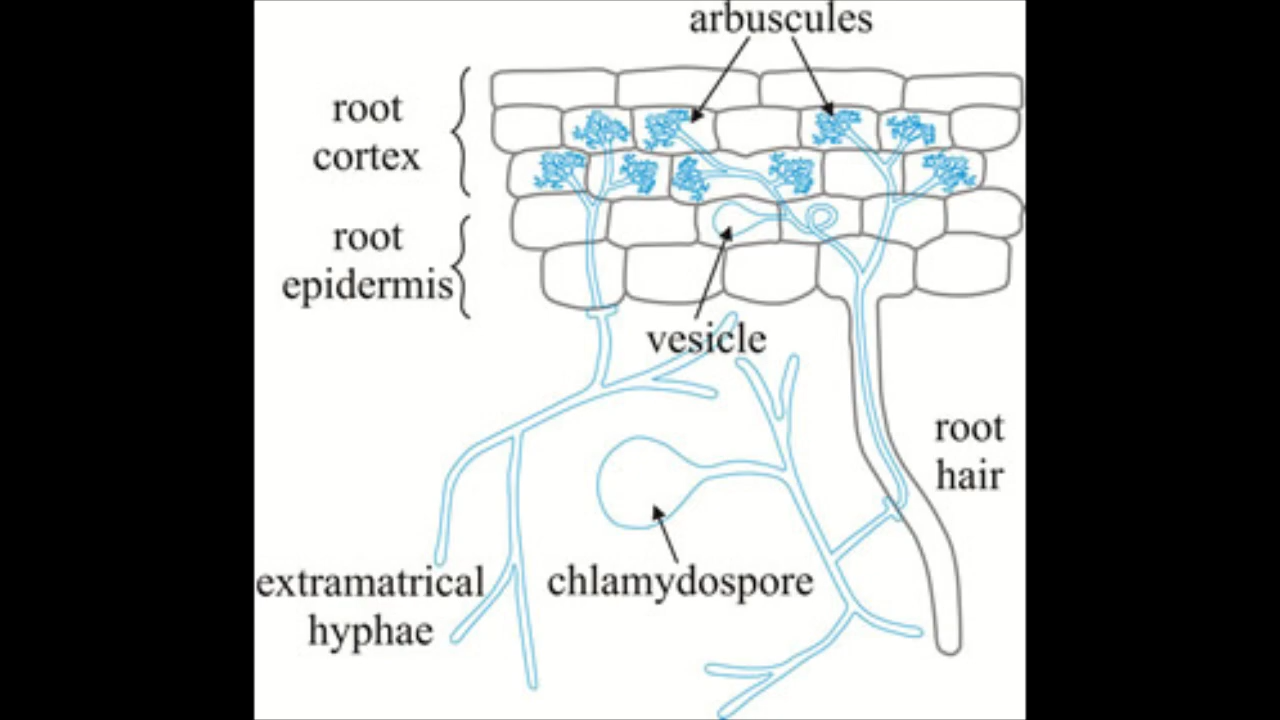 arbuscules
root
cortex
root
epidermis
vesicle
root
hair
extramatrical
hyphae
chlamydospore